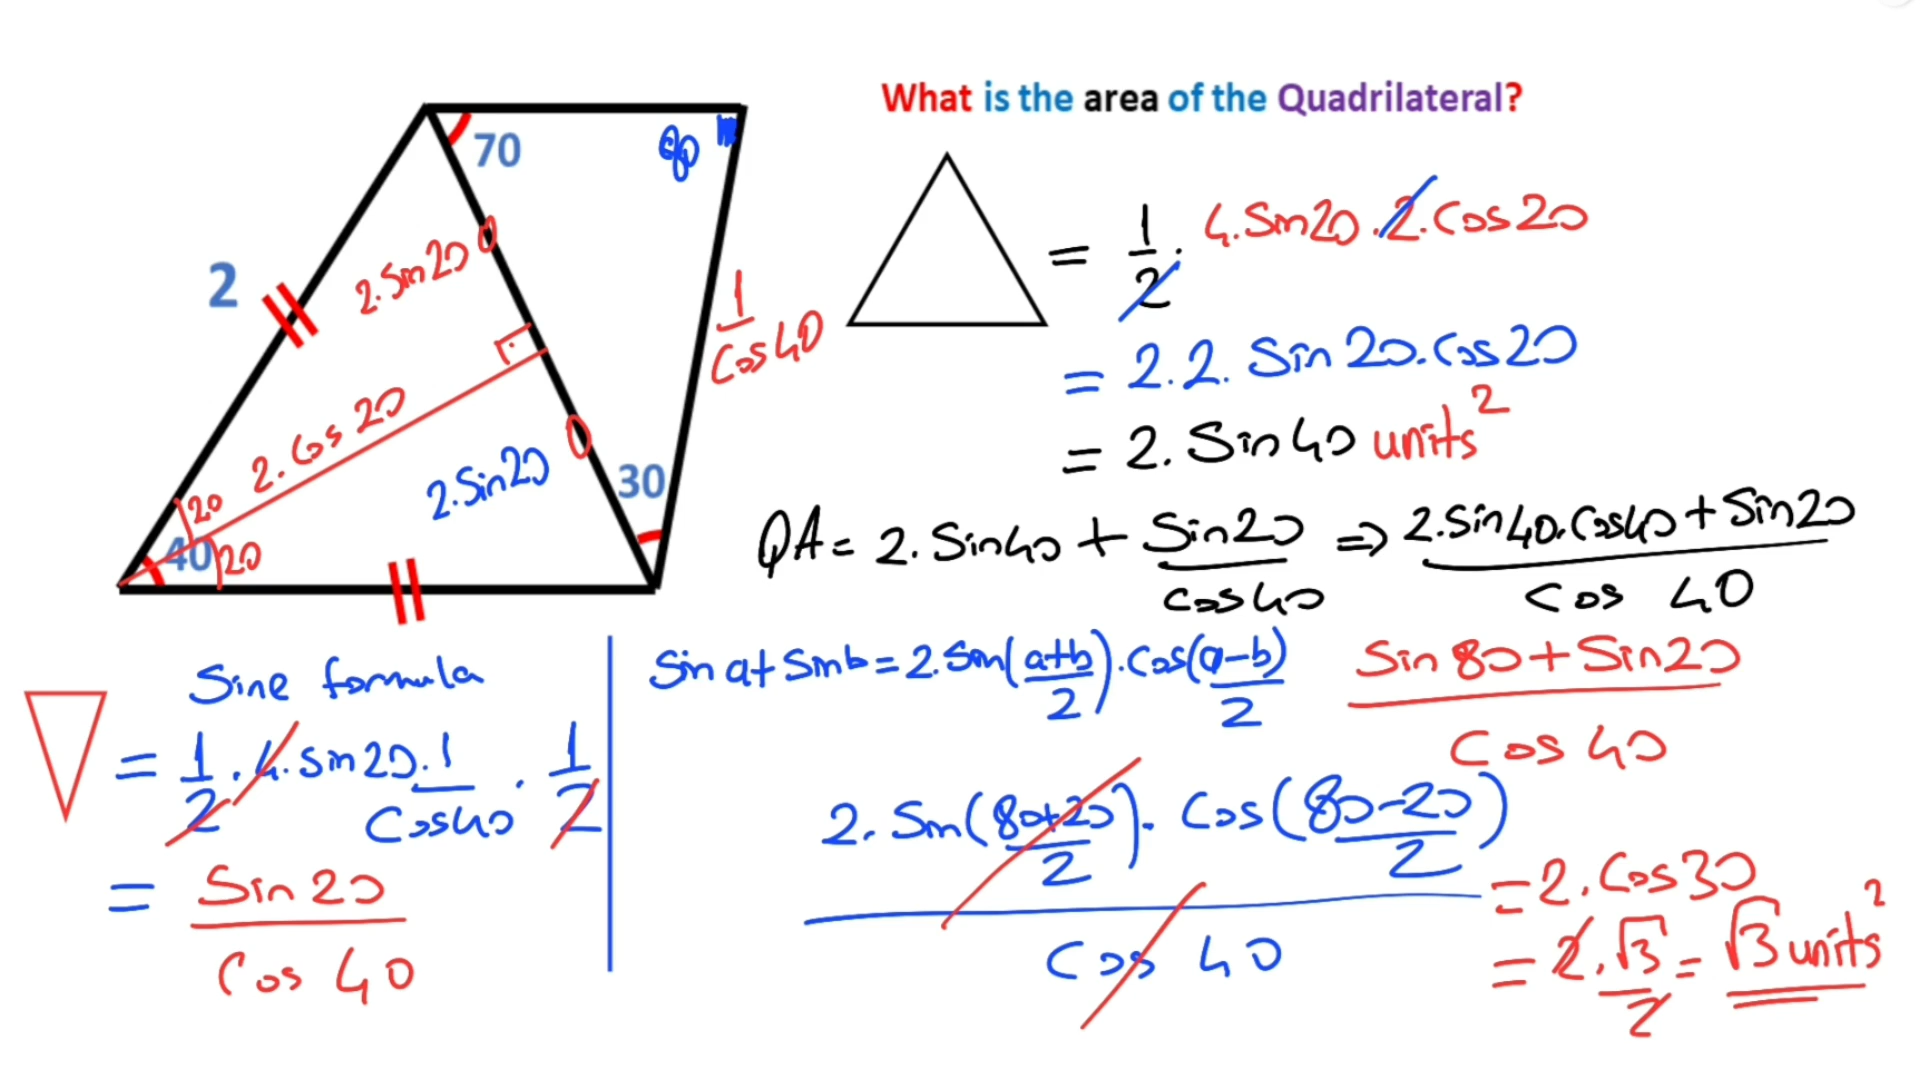 What is the area of the Quadrilateral?
70
80
2
2.Sin20
1/Cos40
2.Cos20
2.Sin20
30
20
40
20
= 1/2 . 4.Sin20.2.Cos20
= 2.2. Sin20.Cos20
= 2.Sin40 units²
QA = 2.Sin40 + Sin20/Cos40 ⇒ (2.Sin40.Cos40 + Sin20)/Cos 40
Sine formula
= 1/2 . 4.Sin20 . 1/Cos40 . 1/2
= Sin20/Cos 40
Sin a + Sin b = 2.Sin((a+b)/2).Cos((a-b)/2)
(Sin80 + Sin20)/Cos40
2.Sin((80+20)/2).Cos((80-20)/2)
Cos 40
= 2.Cos30
= 2.√3/2 = √3 units²